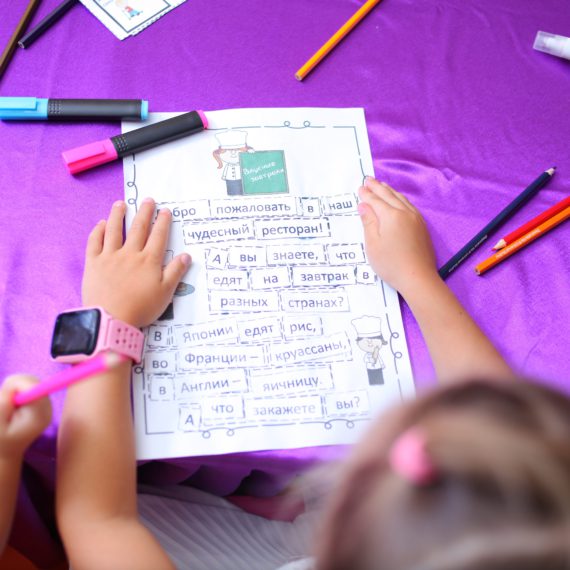 Вкусные
завтраки
бро пожаловать в наш
чудесный ресторан!
А вы знаете, что
едят на завтрак в
разных странах?
В Японии едят рис,
во Франции – круассаны,
в Англии – яичницу.
А что закажете вы?